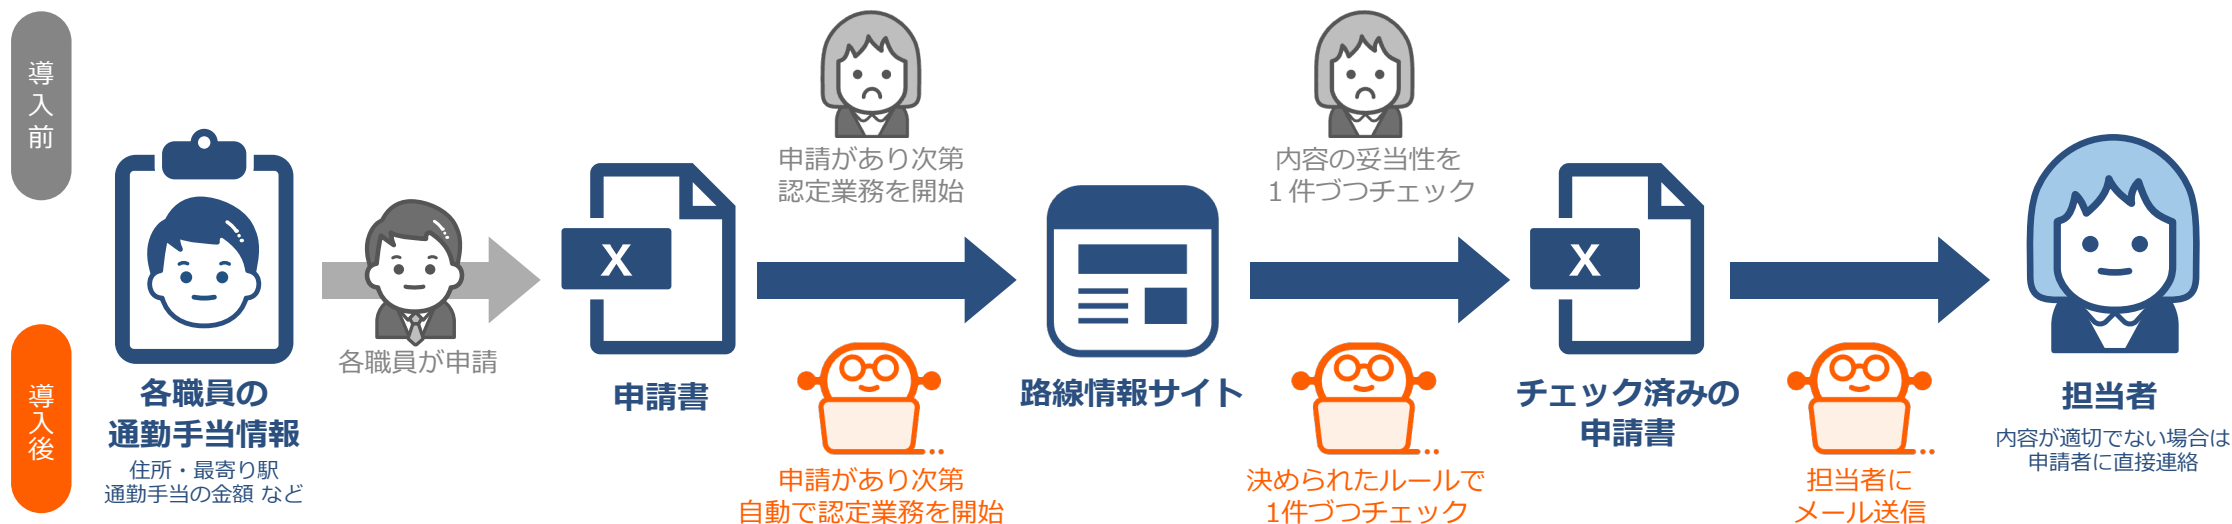 導入前
申請があり次第
認定業務を開始
内容の妥当性を
１件づつチェック
各職員が申請
X
X
各職員の
通勤手当情報
住所・最寄り駅
通勤手当の金額 など
申請書
路線情報サイト
チェック済みの
申請書
担当者
内容が適切でない場合は
申請者に直接連絡
導入後
申請があり次第
自動で認定業務を開始
決められたルールで
1件づつチェック
担当者に
メール送信